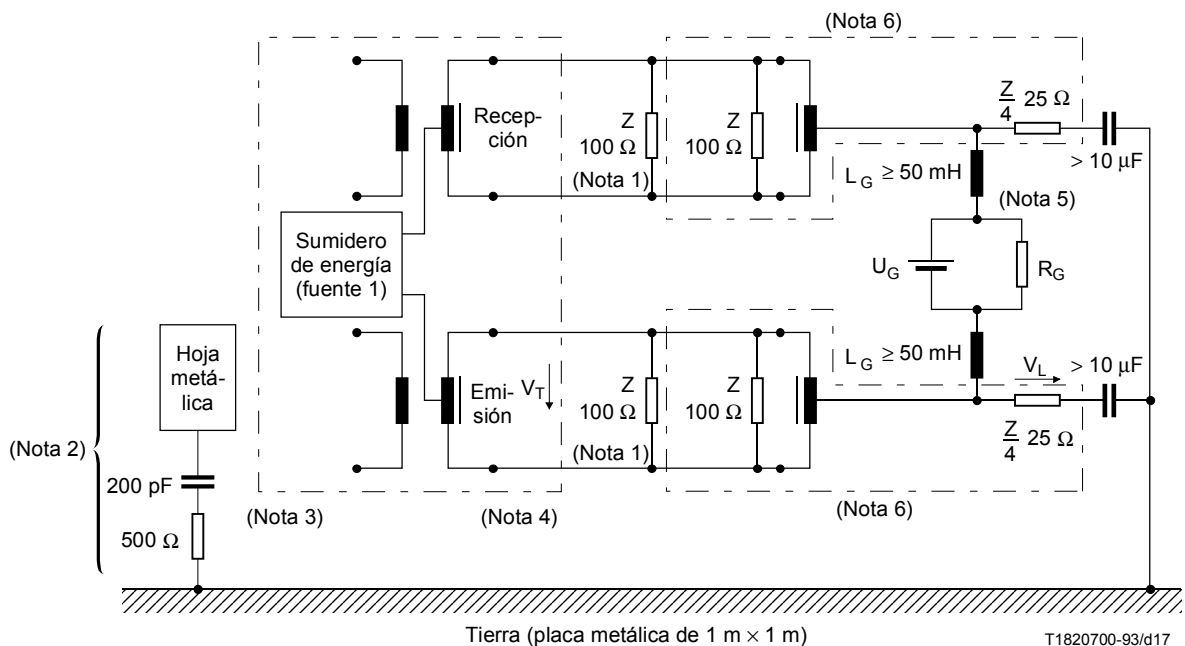 (Nota 6)
Recep-
ción
Z
100 Ω
(Nota 1)
Z
100 Ω
Z
4
25 Ω
> 10 µF
L G ≥ 50 mH
(Nota 5)
Sumidero
de energía
(fuente 1)
U G
R G
Hoja
metá-
lica
(Nota 2)
200 pF
500 Ω
Emi-
sión
V T
Z
100 Ω
(Nota 1)
Z
100 Ω
L G ≥ 50 mH
V L
> 10 µF
Z
4
25 Ω
(Nota 3)
(Nota 4)
(Nota 6)
Tierra (placa metálica de 1 m × 1 m)
T1820700-93/d17